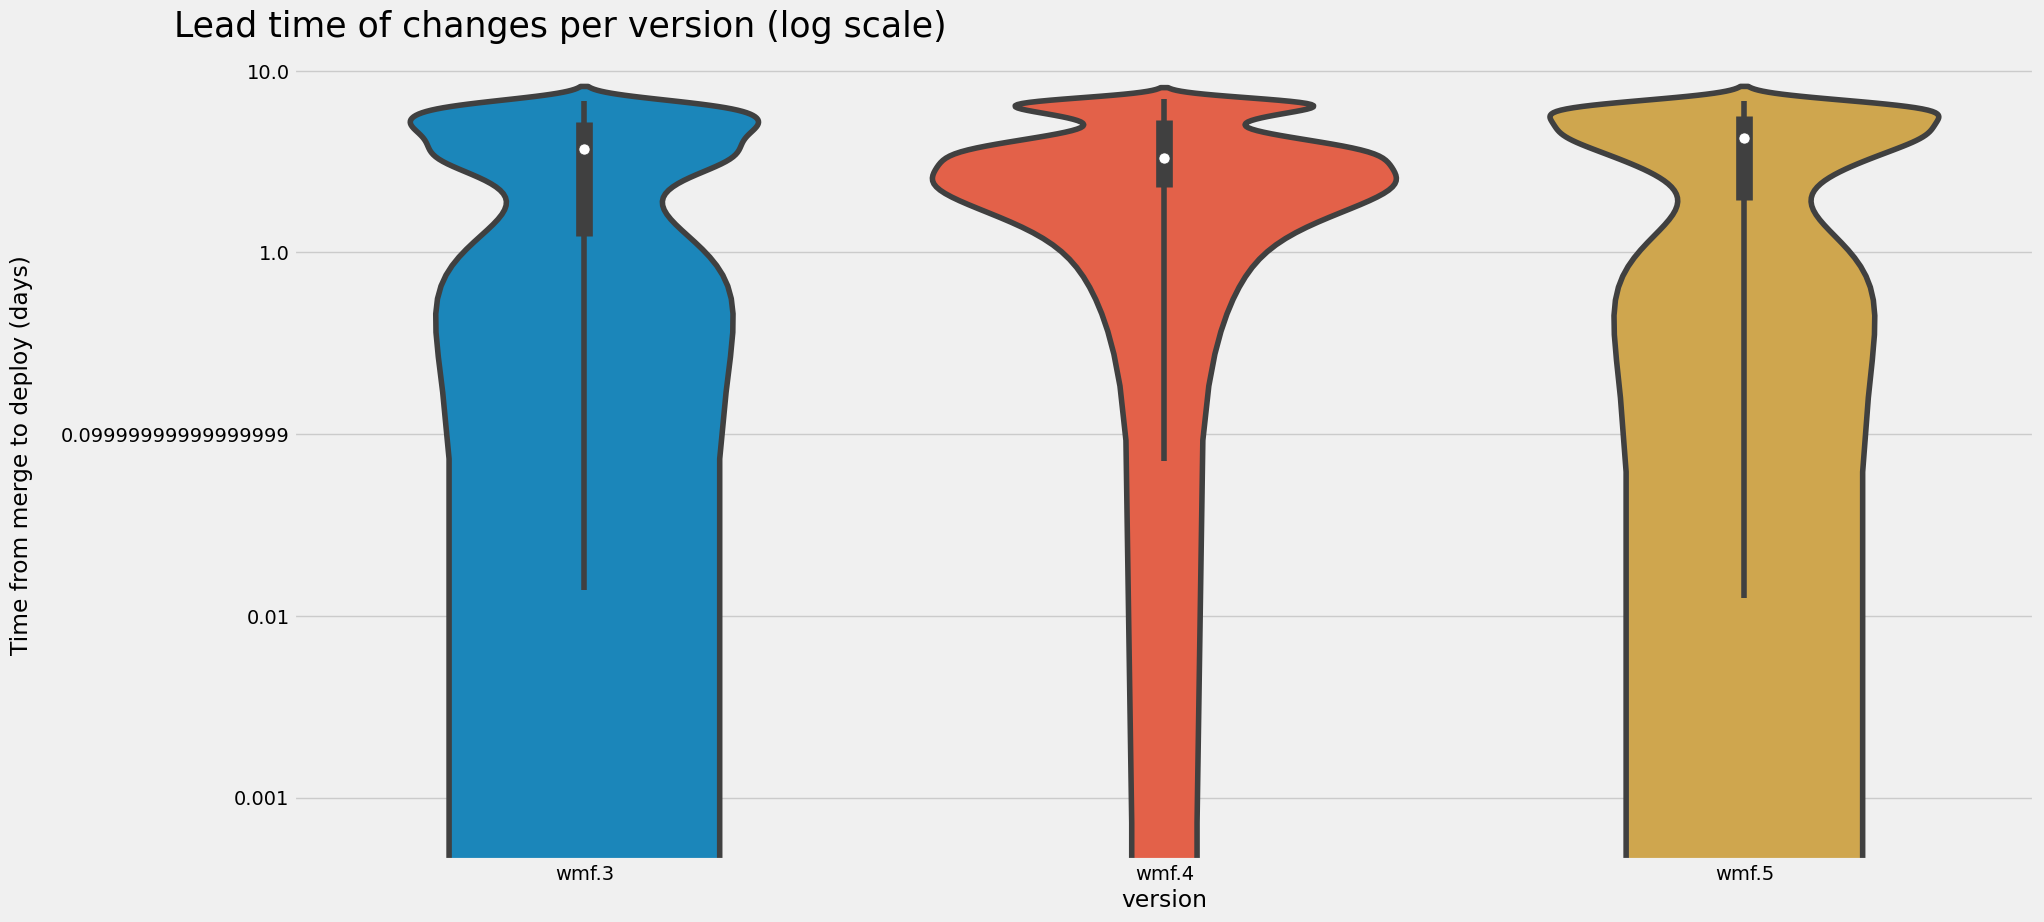 Lead time of changes per version (log scale)
Time from merge to deploy (days)
10.0
1.0
0.09999999999999999
0.01
0.001
wmf.3
wmf.4
wmf.5
version